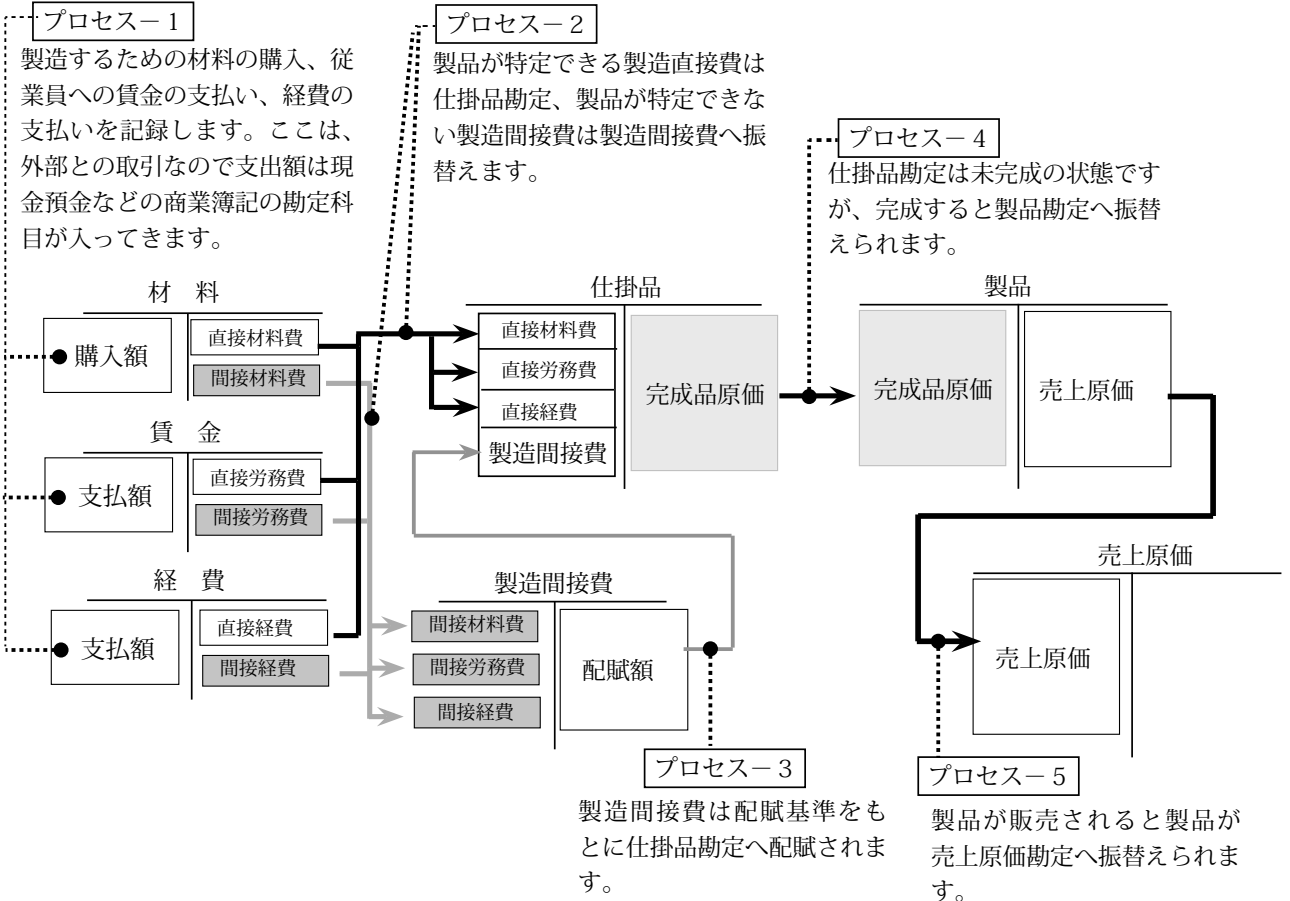 プロセス－１
製造するための材料の購入、従
業員への賃金の支払い、経費の
支払いを記録します。ここは、
外部との取引なので支出額は現
金預金などの商業簿記の勘定科
目が入ってきます。
プロセス－２
製品が特定できる製造直接費は
仕掛品勘定、製品が特定できな
い製造間接費は製造間接費へ振
替えます。
プロセス－４
仕掛品勘定は未完成の状態です
が、完成すると製品勘定へ振替
えられます。
材　料
購入額
直接材料費
間接材料費
賃　金
支払額
直接労務費
間接労務費
経　費
支払額
直接経費
間接経費
仕掛品
直接材料費
直接労務費
直接経費
製造間接費
完成品原価
製品
完成品原価
売上原価
製造間接費
間接材料費
間接労務費
間接経費
配賦額
売上原価
売上原価
プロセス－３
製造間接費は配賦基準をも
とに仕掛品勘定へ配賦されま
す。
プロセス－５
製品が販売されると製品が
売上原価勘定へ振替えられま
す。